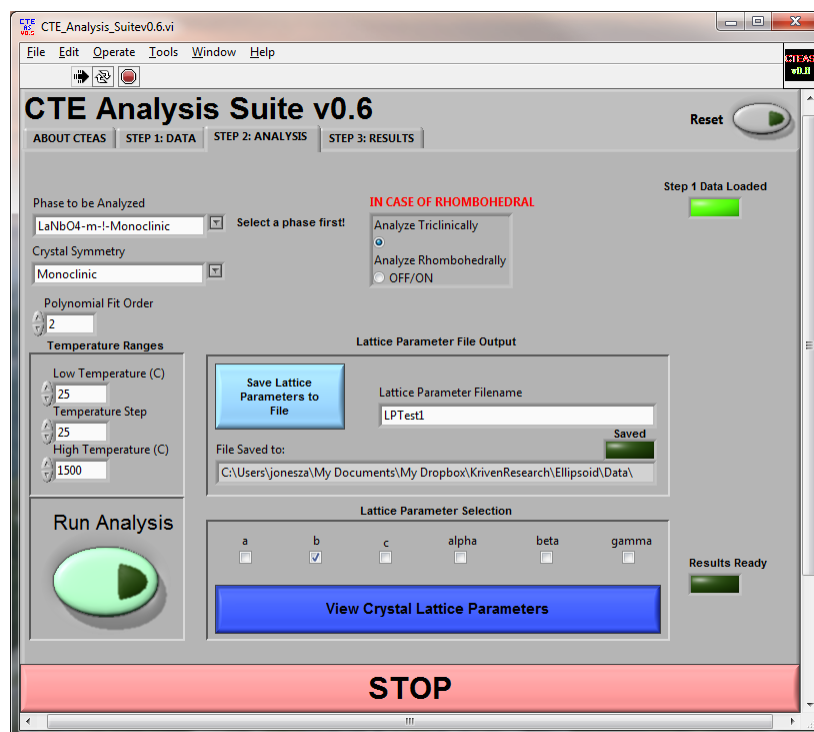 CTE_Analysis_Suitev0.6.vi
File Edit Operate Tools Window Help
CTE Analysis Suite v0.6
Reset
ABOUT CTEAS STEP 1: DATA STEP 2: ANALYSIS STEP 3: RESULTS
Step 1 Data Loaded
Phase to be Analyzed
LaNbO4-m-!-Monoclinic
Select a phase first!
IN CASE OF RHOMBOHEDRAL
Analyze Triclinically
Analyze Rhombohedrally
OFF/ON
Crystal Symmetry
Monoclinic
Polynomial Fit Order
2
Temperature Ranges
Low Temperature (C)
25
Temperature Step
25
High Temperature (C)
1500
Lattice Parameter File Output
Save Lattice
Parameters to
File
Lattice Parameter Filename
LPTest1
Saved
File Saved to:
C:\Users\jonesza\My Documents\My Dropbox\KrivenResearch\Ellipsoid\Data\
Run Analysis
Lattice Parameter Selection
a b c alpha beta gamma
View Crystal Lattice Parameters
Results Ready
STOP